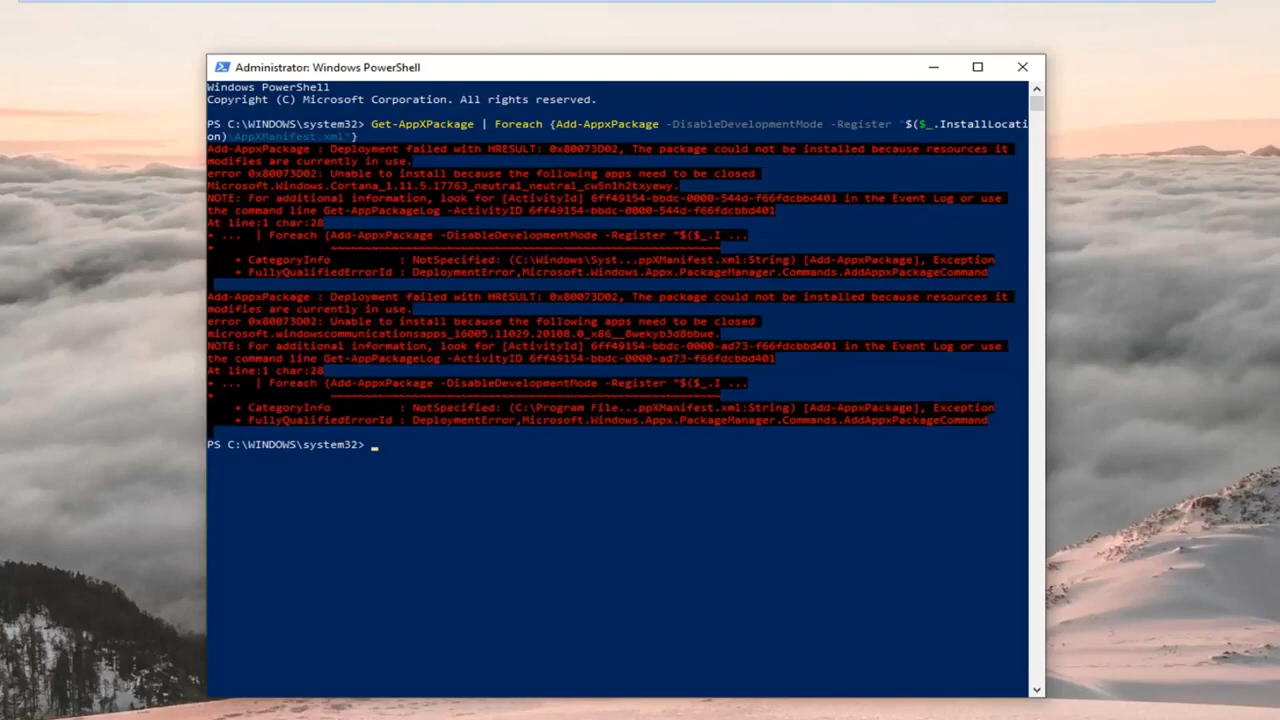 Administrator: Windows PowerShell
Windows PowerShell
Copyright (C) Microsoft Corporation. All rights reserved.
PS C:\WINDOWS\system32> Get-AppXPackage | Foreach {Add-AppxPackage -DisableDevelopmentMode -Register "$($_.InstallLocati
on)\AppXManifest.xml"}
Add-AppxPackage : Deployment failed with HRESULT: 0x80073D02, The package could not be installed because resources it
modifies are currently in use.
error 0x80073D02: Unable to install because the following apps need to be closed
Microsoft.Windows.Cortana_1.11.5.17763_neutral_neutral_cw5n1h2txyewy.
NOTE: For additional information, look for [ActivityId] 6ff49154-bbdc-0000-544d-f66fdcbbd401 in the Event Log or use
the command line Get-AppPackageLog -ActivityID 6ff49154-bbdc-0000-544d-f66fdcbbd401
At line:1 char:28
+ ... | Foreach {Add-AppxPackage -DisableDevelopmentMode -Register "$($_.I ...
+ ~~~~~~~~~~~~~~~~~~~~~~~~~~~~~~~~~~~~~~~~~~~~~~~~~~~~~~~~~
+ CategoryInfo : NotSpecified: (C:\Windows\Syst...ppXManifest.xml:String) [Add-AppxPackage], Exception
+ FullyQualifiedErrorId : DeploymentError,Microsoft.Windows.Appx.PackageManager.Commands.AddAppxPackageCommand
Add-AppxPackage : Deployment failed with HRESULT: 0x80073D02, The package could not be installed because resources it
modifies are currently in use.
error 0x80073D02: Unable to install because the following apps need to be closed
microsoft.windowscommunicationsapps_16005.11029.20108.0_x86__8wekyb3d8bbwe.
NOTE: For additional information, look for [ActivityId] 6ff49154-bbdc-0000-ad73-f66fdcbbd401 in the Event Log or use
the command line Get-AppPackageLog -ActivityID 6ff49154-bbdc-0000-ad73-f66fdcbbd401
At line:1 char:28
+ ... | Foreach {Add-AppxPackage -DisableDevelopmentMode -Register "$($_.I ...
+ ~~~~~~~~~~~~~~~~~~~~~~~~~~~~~~~~~~~~~~~~~~~~~~~~~~~~~~~~~
+ CategoryInfo : NotSpecified: (C:\Program File...ppXManifest.xml:String) [Add-AppxPackage], Exception
+ FullyQualifiedErrorId : DeploymentError,Microsoft.Windows.Appx.PackageManager.Commands.AddAppxPackageCommand
PS C:\WINDOWS\system32>